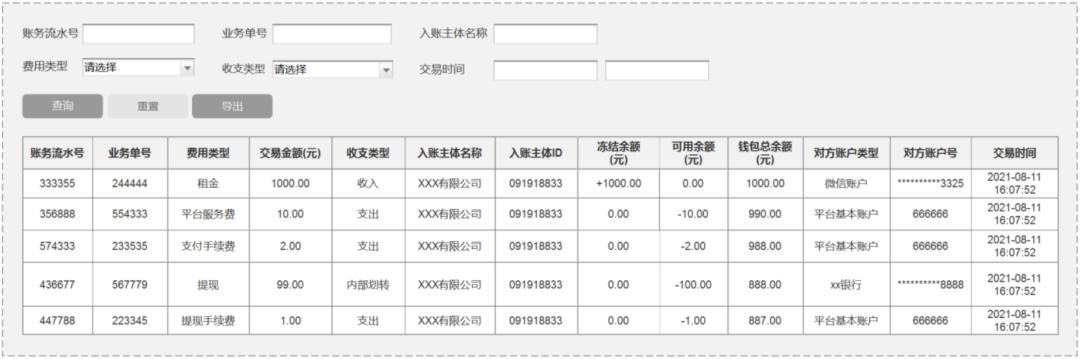 账务流水号 业务单号 入账主体名称
费用类型 请选择 收支类型 请选择 交易时间
查询 重置 导出
账务流水号 业务单号 费用类型 交易金额(元) 收支类型 入账主体名称 入账主体ID 冻结余额(元) 可用余额(元) 钱包总余额(元) 对方账户类型 对方账户号 交易时间
333355 244444 租金 1000.00 收入 XXX有限公司 091918833 +1000.00 0.00 1000.00 微信账户 **********3325 2021-08-11 16:07:52
356888 554333 平台服务费 10.00 支出 XXX有限公司 091918833 0.00 -10.00 990.00 平台基本账户 666666 2021-08-11 16:07:52
574333 233535 支付手续费 2.00 支出 XXX有限公司 091918833 0.00 -2.00 988.00 平台基本账户 666666 2021-08-11 16:07:52
436677 567779 提现 99.00 内部划转 XXX有限公司 091918833 0.00 -100.00 888.00 xx银行 **********8888 2021-08-11 16:07:52
447788 223345 提现手续费 1.00 支出 XXX有限公司 091918833 0.00 -1.00 887.00 平台基本账户 666666 2021-08-11 16:07:52